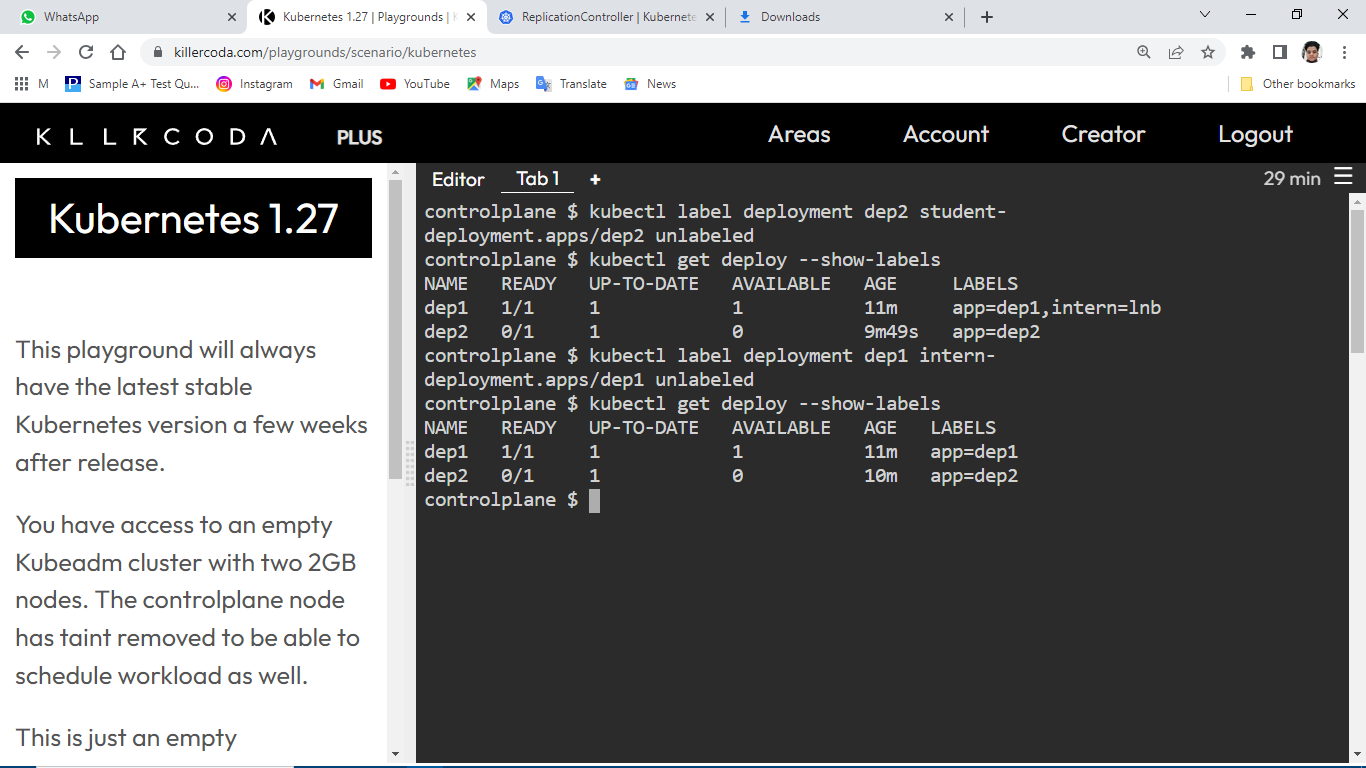 WhatsApp
Kubernetes 1.27 | Playgrounds |
ReplicationController | Kubernete
Downloads
killercoda.com/playgrounds/scenario/kubernetes
M
Sample A+ Test Qu...
Instagram
Gmail
YouTube
Maps
Translate
News
Other bookmarks
KLLRCODA
PLUS
Areas
Account
Creator
Logout
Kubernetes 1.27
This playground will always
have the latest stable
Kubernetes version a few weeks
after release.
You have access to an empty
Kubeadm cluster with two 2GB
nodes. The controlplane node
has taint removed to be able to
schedule workload as well.
This is just an empty
Editor
Tab 1
+
29 min
controlplane $ kubectl label deployment dep2 student-
deployment.apps/dep2 unlabeled
controlplane $ kubectl get deploy --show-labels
NAME READY UP-TO-DATE AVAILABLE AGE LABELS
dep1 1/1 1 1 11m app=dep1,intern=lnb
dep2 0/1 1 0 9m49s app=dep2
controlplane $ kubectl label deployment dep1 intern-
deployment.apps/dep1 unlabeled
controlplane $ kubectl get deploy --show-labels
NAME READY UP-TO-DATE AVAILABLE AGE LABELS
dep1 1/1 1 1 11m app=dep1
dep2 0/1 1 0 10m app=dep2
controlplane $